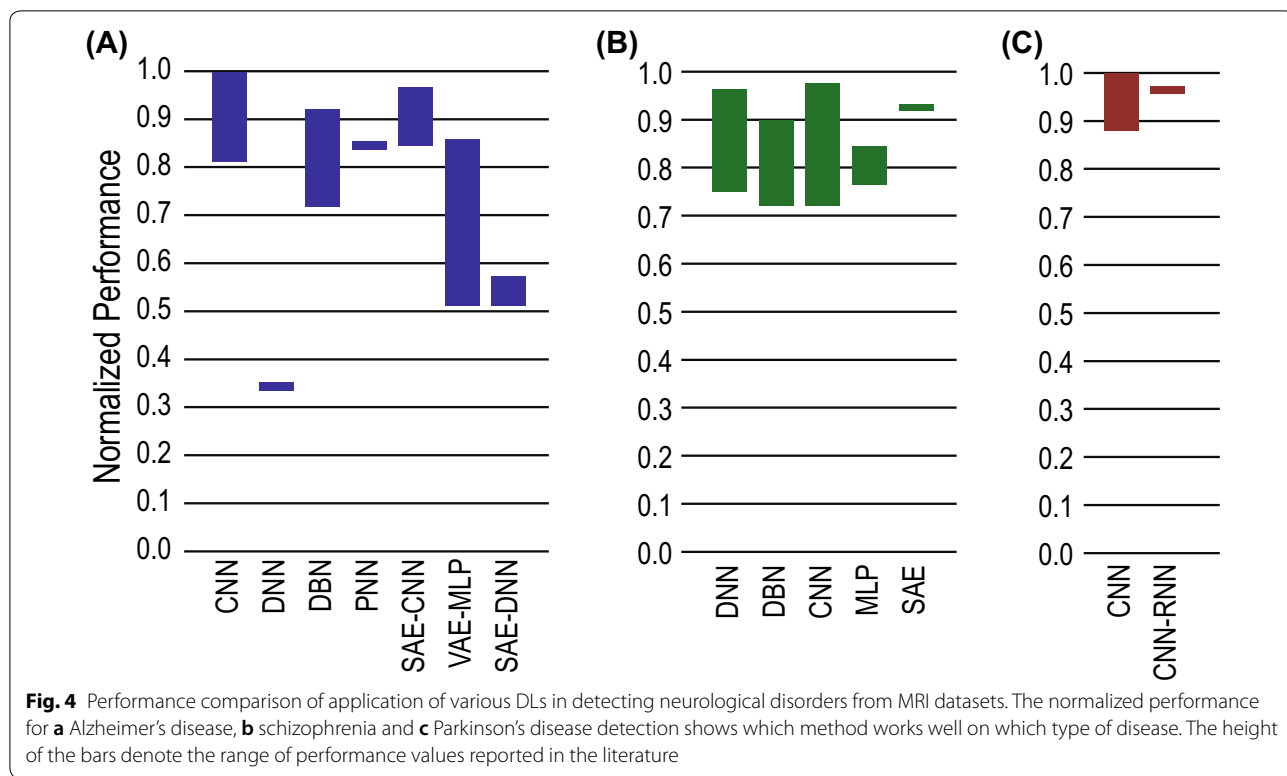 (A)
Normalized Performance
1.0
0.9
0.8
0.7
0.6
0.5
0.4
0.3
0.2
0.1
0.0
CNN
DNN
DBN
PNN
SAE-CNN
VAE-MLP
SAE-DNN
(B)
1.0
0.9
0.8
0.7
0.6
0.5
0.4
0.3
0.2
0.1
0.0
DNN
DBN
CNN
MLP
SAE
(C)
1.0
0.9
0.8
0.7
0.6
0.5
0.4
0.3
0.2
0.1
0.0
CNN
CNN-RNN
Fig. 4 Performance comparison of application of various DLs in detecting neurological disorders from MRI datasets. The normalized performance
for a Alzheimer's disease, b schizophrenia and c Parkinson's disease detection shows which method works well on which type of disease. The height
of the bars denote the range of performance values reported in the literature